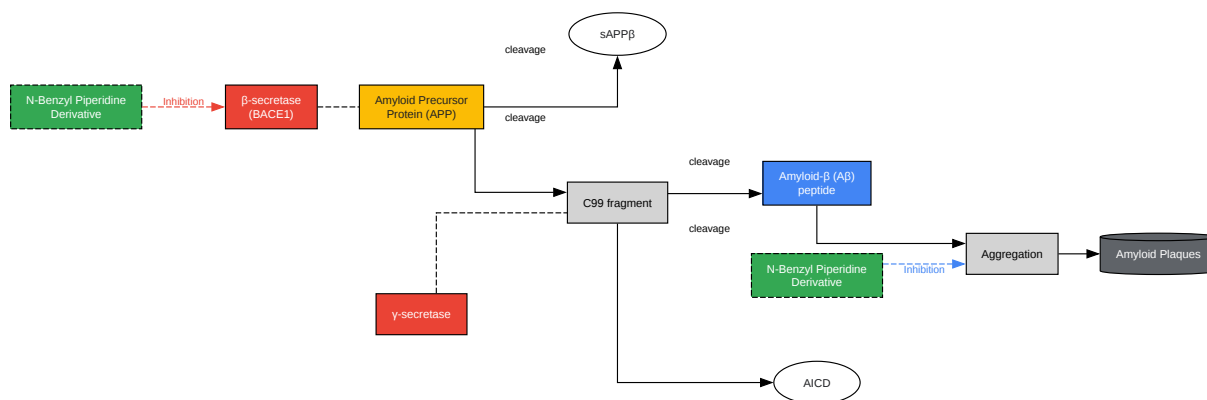 sAPPβ
cleavage
N-Benzyl Piperidine
Derivative
Inhibition
β-secretase
(BACE1)
Amyloid Precursor
Protein (APP)
cleavage
cleavage
Amyloid-β (Aβ)
peptide
C99 fragment
cleavage
N-Benzyl Piperidine
Derivative
Inhibition
Aggregation
Amyloid Plaques
γ-secretase
AICD